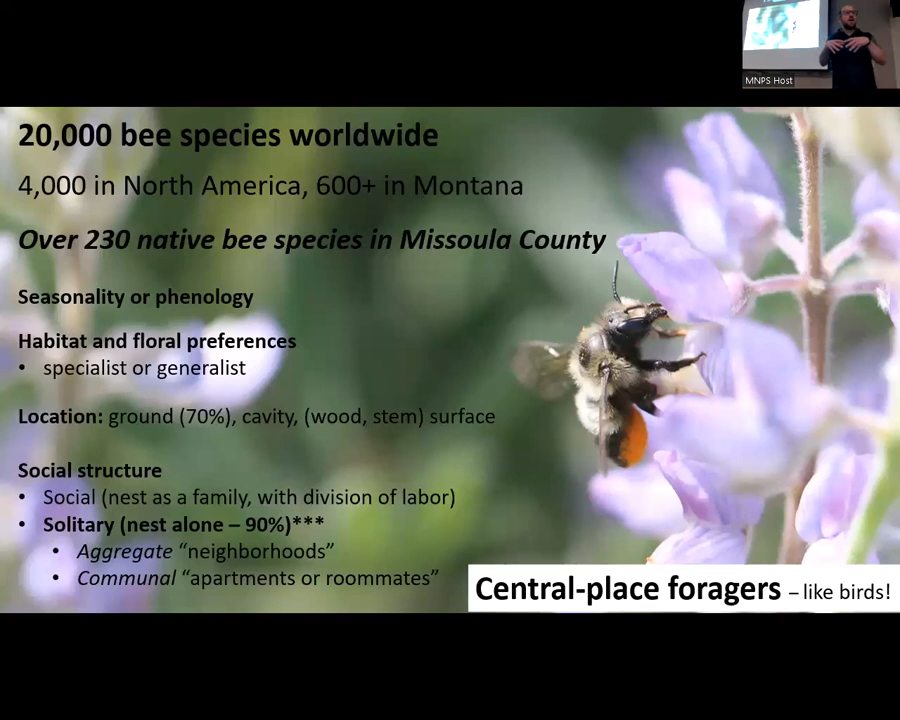 MNPS Host
20,000 bee species worldwide
4,000 in North America, 600+ in Montana
Over 230 native bee species in Missoula County
Seasonality or phenology
Habitat and floral preferences
• specialist or generalist
Location: ground (70%), cavity, (wood, stem) surface
Social structure
• Social (nest as a family, with division of labor)
• Solitary (nest alone – 90%)***
• Aggregate “neighborhoods”
• Communal “apartments or roommates”
Central-place foragers – like birds!